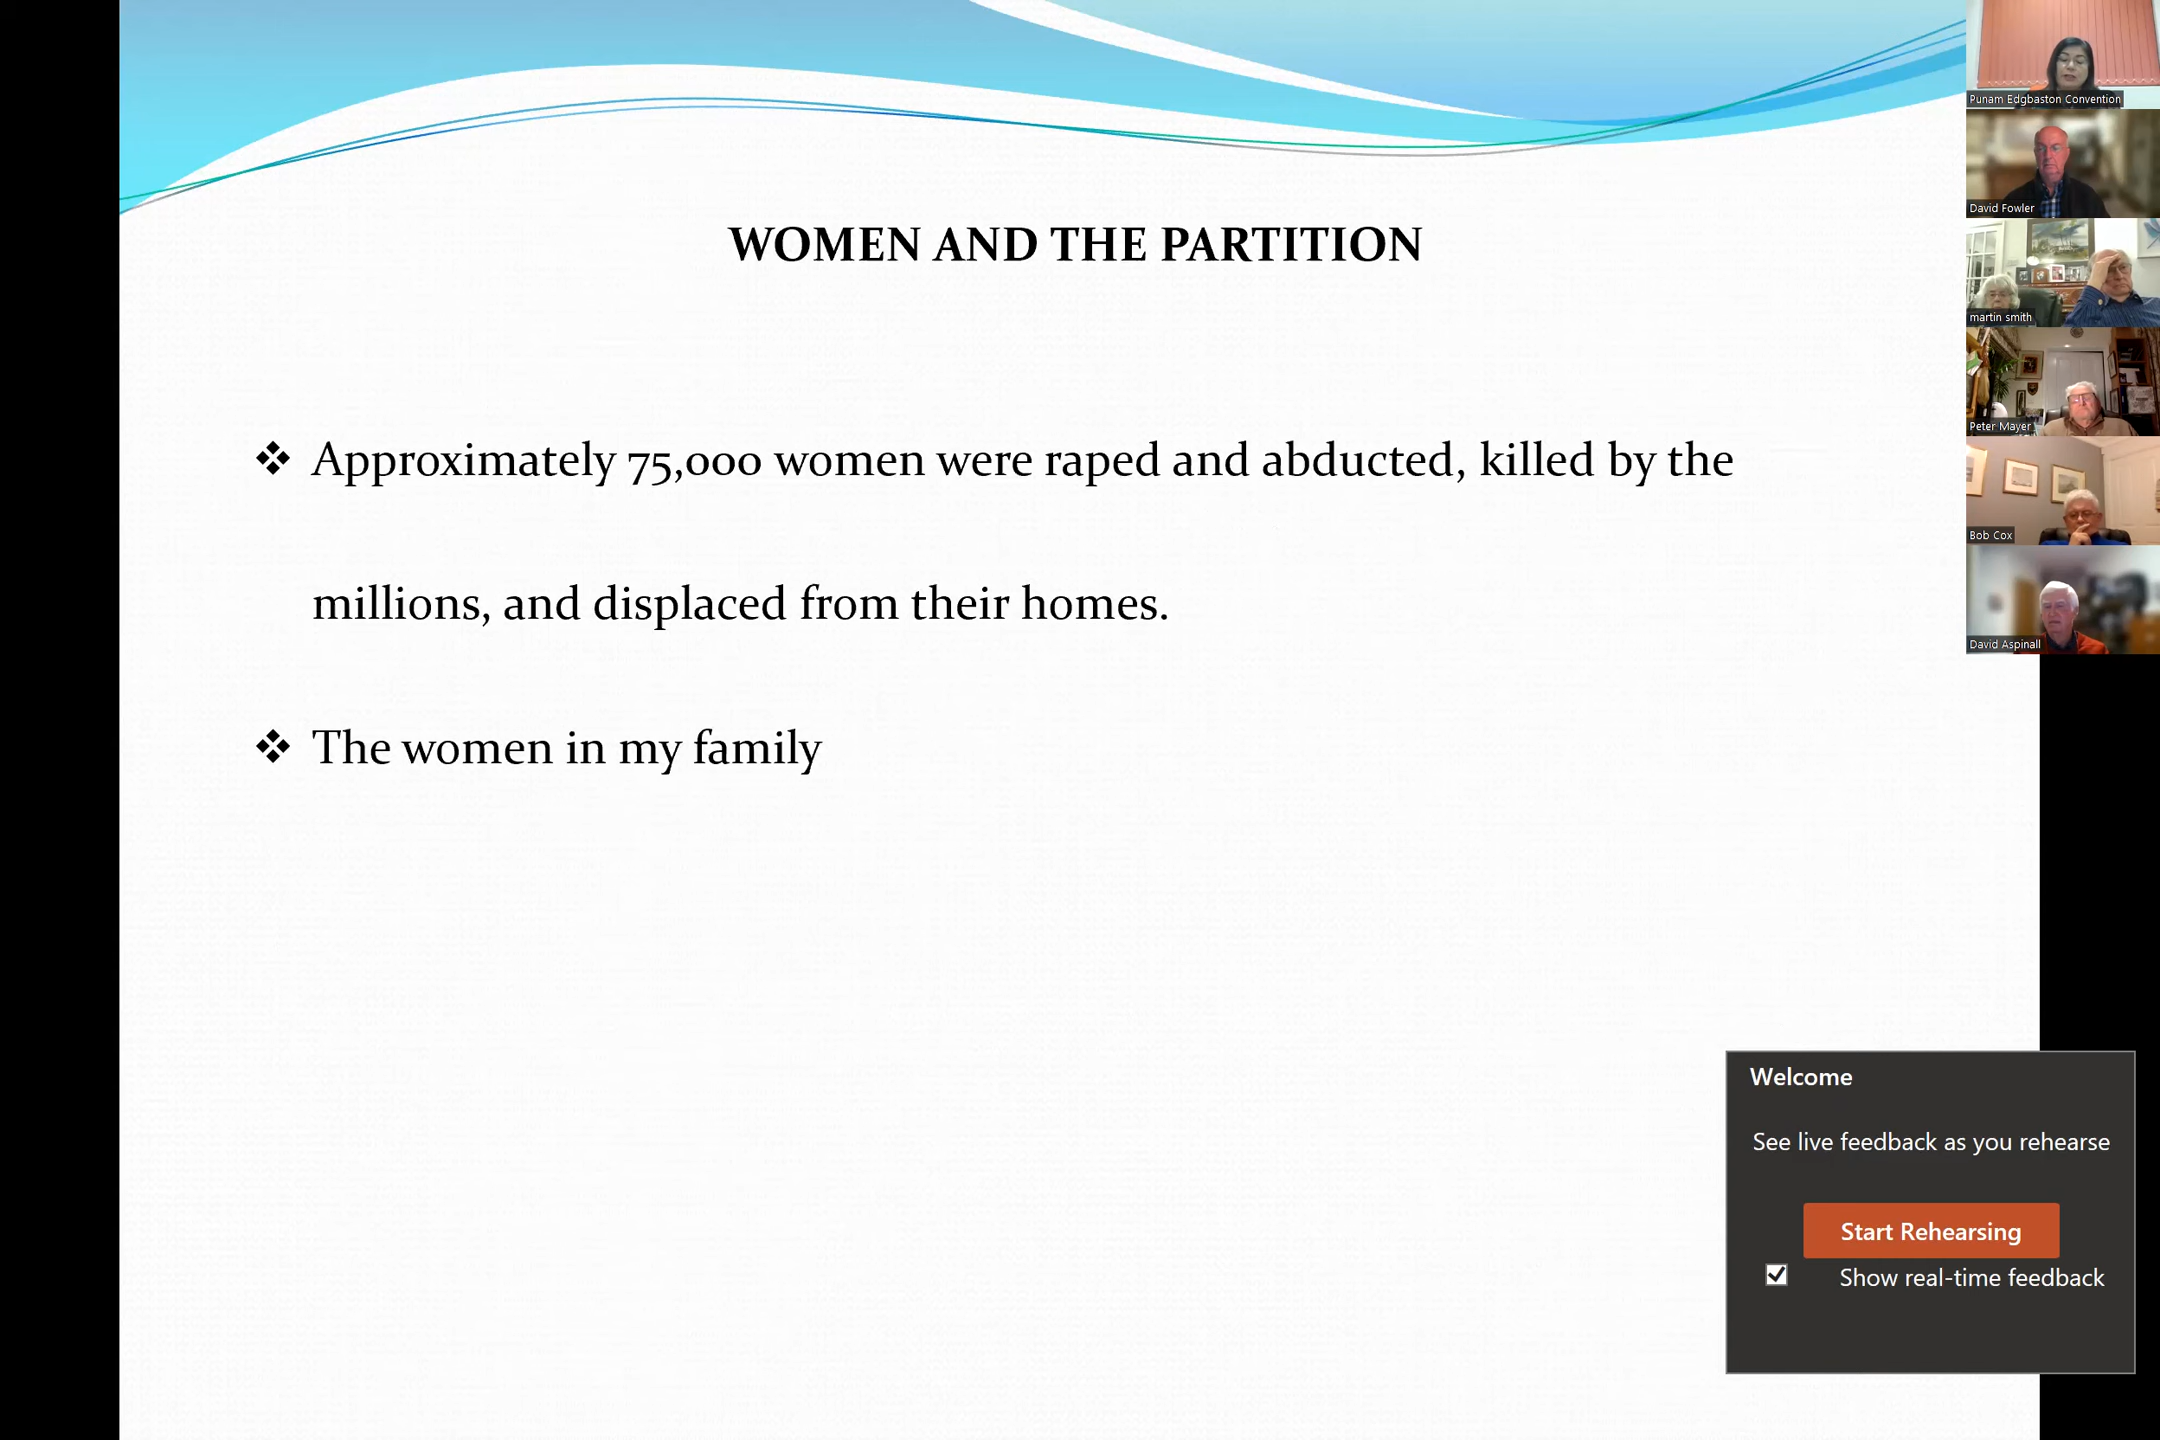 WOMEN AND THE PARTITION
❖ Approximately 75,000 women were raped and abducted, killed by the
millions, and displaced from their homes.
❖ The women in my family
Punam Edgbaston Convention
David Fowler
martin smith
Peter Mayer
Bob Cox
David Aspinall
Welcome
See live feedback as you rehearse
Start Rehearsing
Show real-time feedback